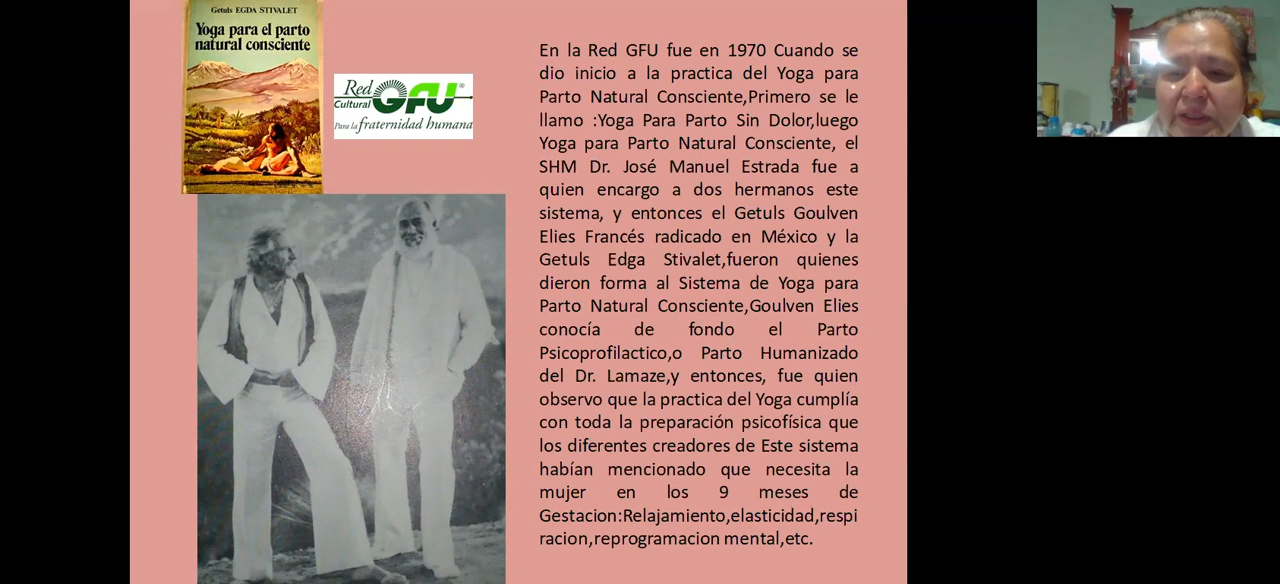 Getuls EGDA STIVALET
Yoga para el parto
natural consciente
Red
Cultural GFU®
Para la fraternidad humana
En la Red GFU fue en 1970 Cuando se
dio inicio a la practica del Yoga para
Parto Natural Consciente,Primero se le
llamo :Yoga Para Parto Sin Dolor,luego
Yoga para Parto Natural Consciente, el
SHM Dr. José Manuel Estrada fue a
quien encargo a dos hermanos este
sistema, y entonces el Getuls Goulven
Elies Francés radicado en México y la
Getuls Edga Stivalet,fueron quienes
dieron forma al Sistema de Yoga para
Parto Natural Consciente,Goulven Elies
conocía de fondo el Parto
Psicoprofilactico,o Parto Humanizado
del Dr. Lamaze,y entonces, fue quien
observo que la practica del Yoga cumplía
con toda la preparación psicofísica que
los diferentes creadores de Este sistema
habían mencionado que necesita la
mujer en los 9 meses de
Gestacion:Relajamiento,elasticidad,respi
racion,reprogramacion mental,etc.